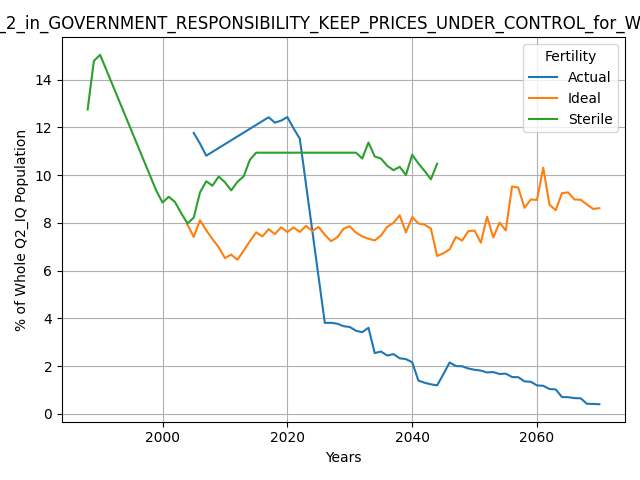 _2_in_GOVERNMENT_RESPONSIBILITY_KEEP_PRICES_UNDER_CONTROL_for_W
Fertility
Actual
Ideal
Sterile
% of Whole Q2_IQ Population
14
12
10
8
6
4
2
0
2000
2020
2040
2060
Years